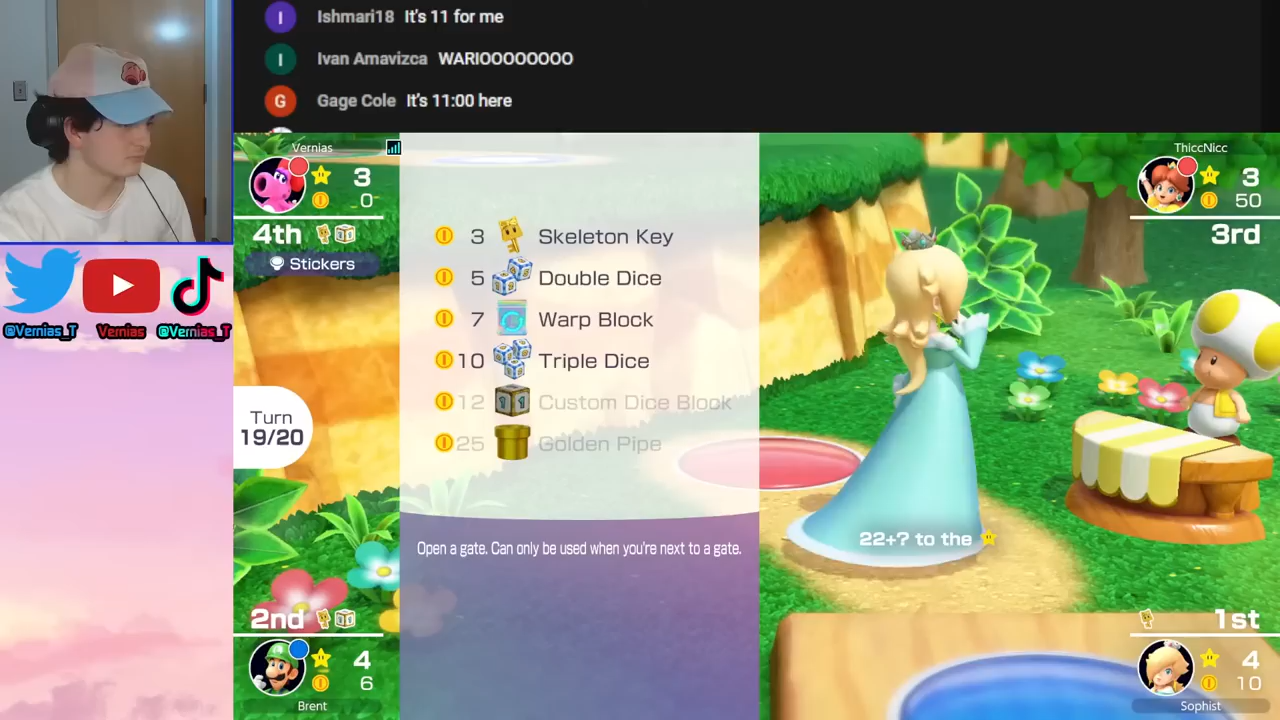 Ishmari18 It's 11 for me
Ivan Amavizca WARIOOOOOOOO
Gage Cole It's 11:00 here
Vernias
3
0
4th
Stickers
ThiccNicc
3
50
3rd
3 Skeleton Key
5 Double Dice
7 Warp Block
10 Triple Dice
12 Custom Dice Block
25 Golden Pipe
@Vernias_T Vernias @Vernias_T
Turn
19/20
Open a gate. Can only be used when you're next to a gate.
22+? to the
2nd
4
6
Brent
1st
4
10
Sophist